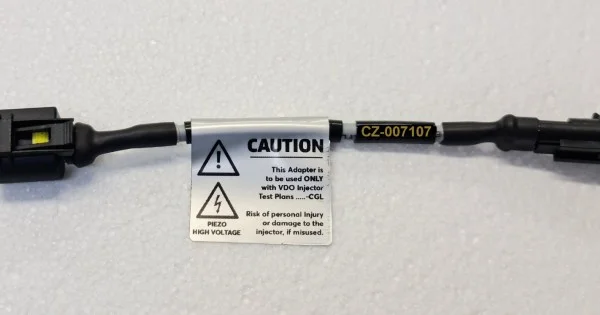 CAUTION
This Adapter is
to be used ONLY
with VDO Injector
Test Plans .....-CGL
Risk of personal Injury
or damage to the
injector, if misused.
PIEZO
HIGH VOLTAGE
CZ-007107